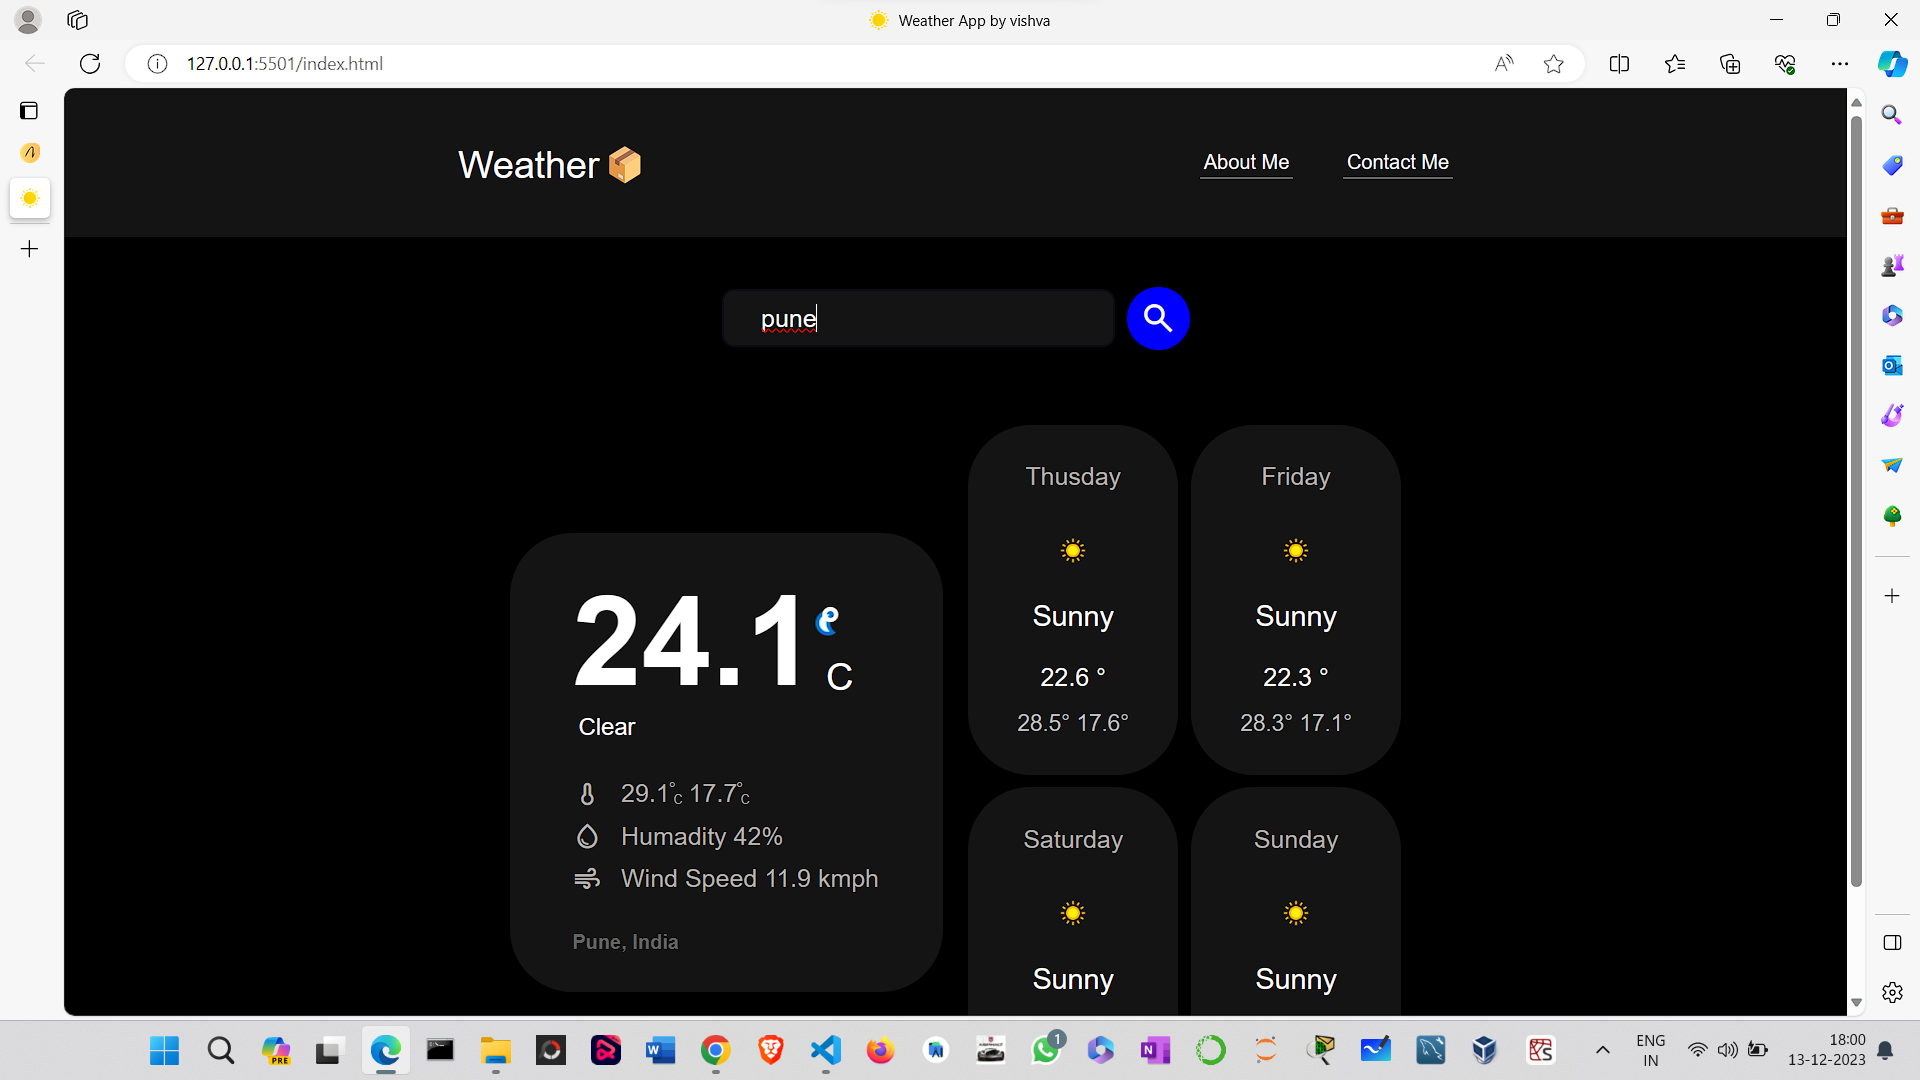 Weather App by vishva
127.0.0.1:5501/index.html
Weather
About Me
Contact Me
pune
24.1
C
Clear
29.1°C 17.7°C
Humadity 42%
Wind Speed 11.9 kmph
Pune, India
Thusday
Sunny
22.6 °
28.5° 17.6°
Friday
Sunny
22.3 °
28.3° 17.1°
Saturday
Sunny
Sunday
Sunny
PRE
1
ENG
IN
18:00
13-12-2023